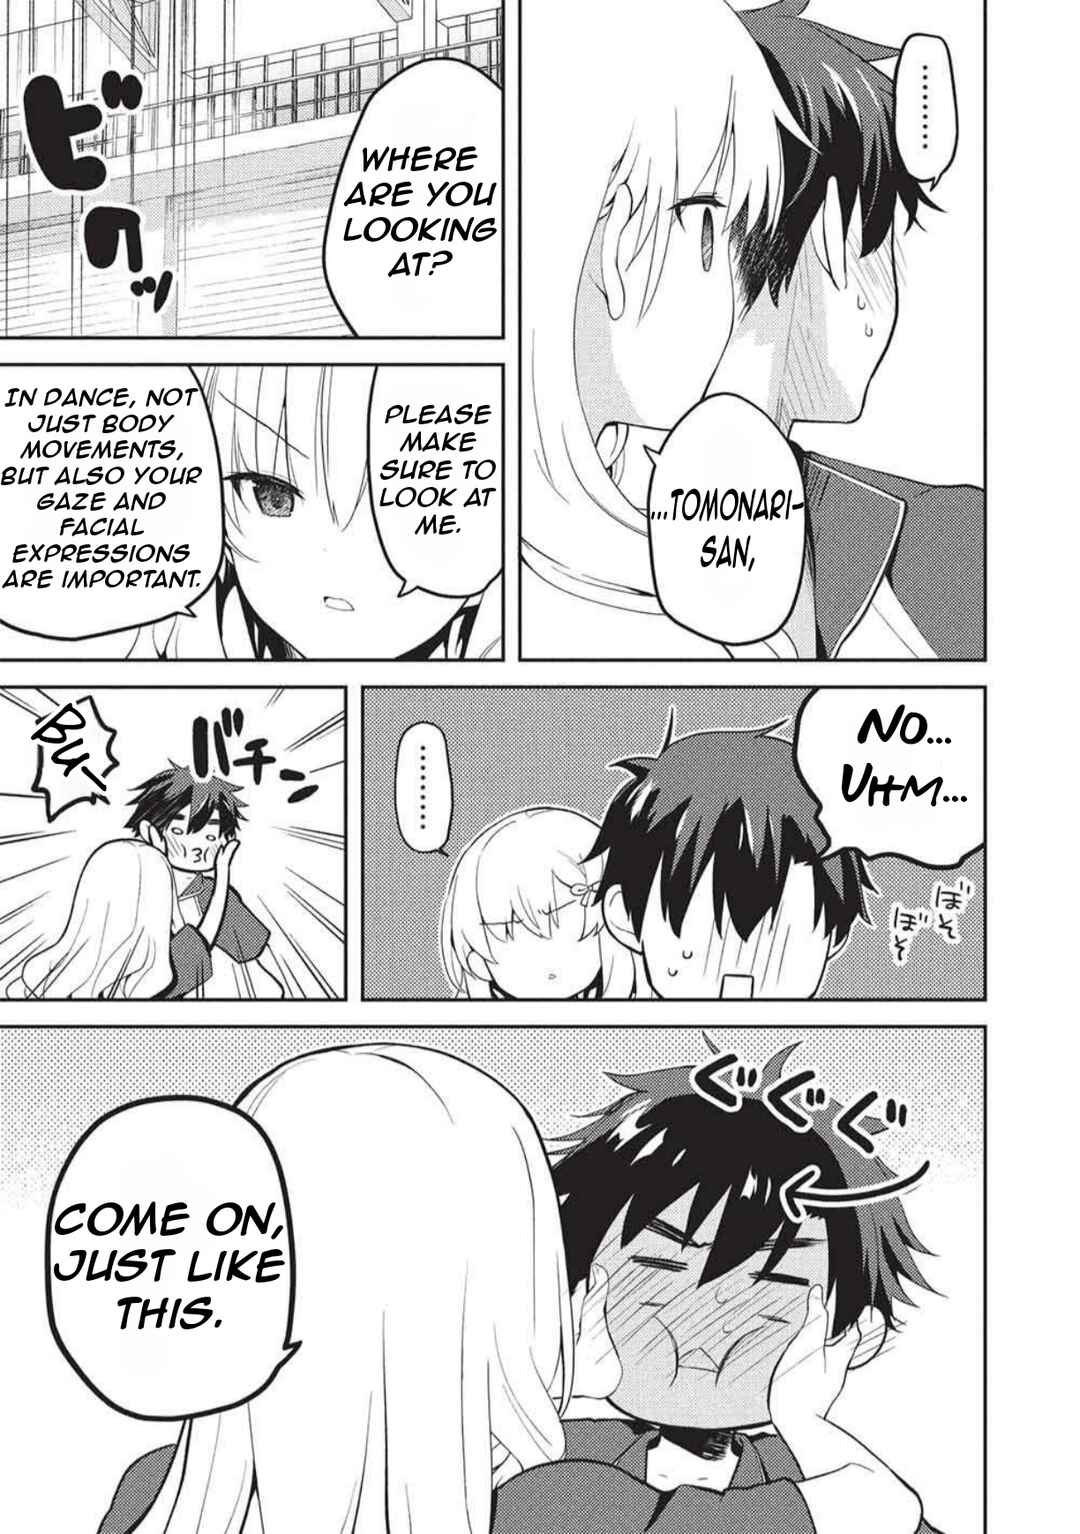 ………
…TOMONARI-
SAN,
WHERE
ARE YOU
LOOKING
AT?
ビ
クッ
PLEASE
MAKE
SURE TO
LOOK AT
ME.
IN DANCE, NOT
JUST BODY
MOVEMENTS,
BUT ALSO YOUR
GAZE AND
FACIAL
EXPRESSIONS
ARE IMPORTANT.
NO...
UHM...
ぼそ
ぼそ
………
バチン
BU-
ぐぐぐ
COME ON,
JUST LIKE
THIS.